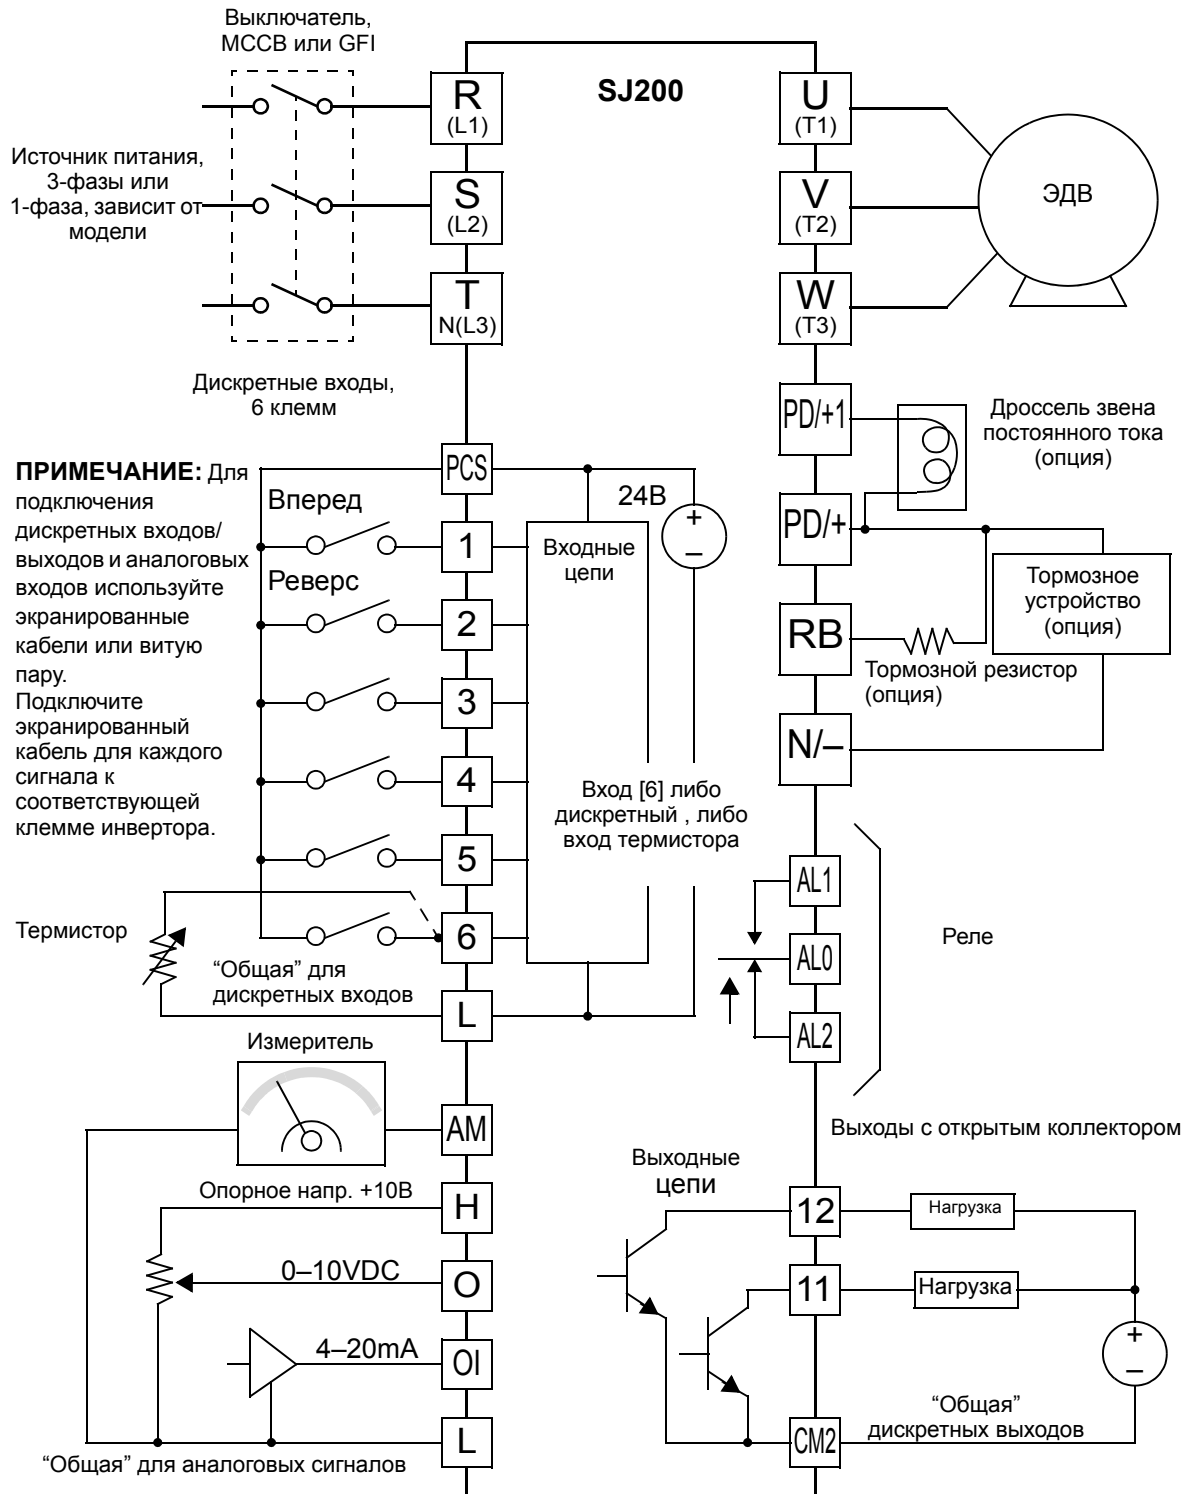 Выключатель,
MCCB или GFI
SJ200
R
(L1)
S
(L2)
T
N(L3)
U
(T1)
V
(T2)
W
(T3)
ЭДВ
Источник питания,
3-фазы или
1-фаза, зависит от
модели
Дискретные входы,
6 клемм
PD/+1
Дроссель звена
постоянного тока
(опция)
ПРИМЕЧАНИЕ: Для
подключения
дискретных входов/
выходов и аналоговых
входов используйте
экранированные
кабели или витую
пару.
Подключите
экранированный
кабель для каждого
сигнала к
соответствующей
клемме инвертора.
PCS
Вперед
1
Реверс
2
3
4
5
6
L
24В
+
–
Входные
цепи
Вход [6] либо
дискретный , либо
вход термистора
PD/+
Тормозное
устройство
(опция)
RB
Тормозной резистор
(опция)
N/–
AL1
AL0
AL2
Реле
Термистор
“Общая” для
дискретных входов
Измеритель
AM
Опорное напр. +10В
H
0–10VDC
O
4–20mA
OI
L
“Общая” для аналоговых сигналов
Выходы с открытым коллектором
Выходные
цепи
12
Нагрузка
11
Нагрузка
+
–
“Общая”
дискретных выходов
CM2